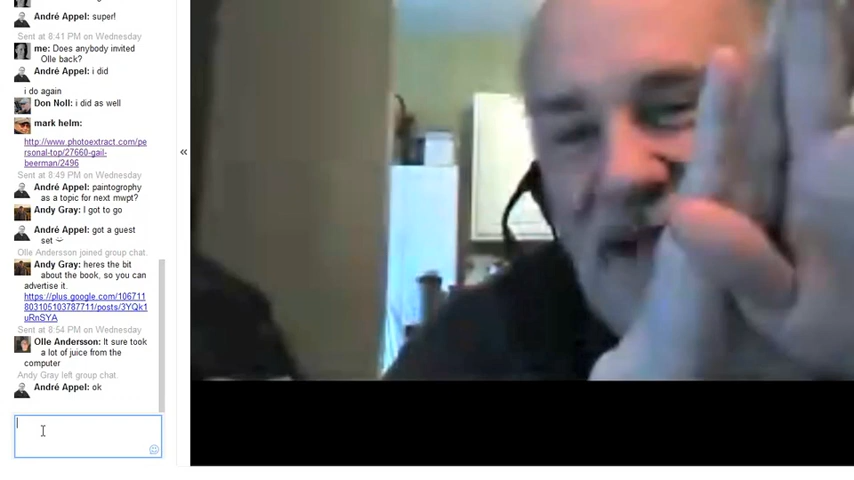 André Appel: super!
Sent at 8:41 PM on Wednesday
me: Does anybody invited
Olle back?
André Appel: i did
i do again
Don Noll: i did as well
mark helm:
http://www.photoextract.com/pe
rsonal-top/27660-gail-
beerman/2496
Sent at 8:49 PM on Wednesday
André Appel: paintography
as a topic for next mwpt?
Andy Gray: I got to go
André Appel: got a guest
set
Olle Andersson joined group chat.
Andy Gray: heres the bit
about the book, so you can
advertise it.
https://plus.google.com/106711
803105103787711/posts/3YQk1
uRnSYA
Sent at 8:54 PM on Wednesday
Olle Andersson: It sure took
a lot of juice from the
computer
Andy Gray left group chat.
André Appel: ok
«